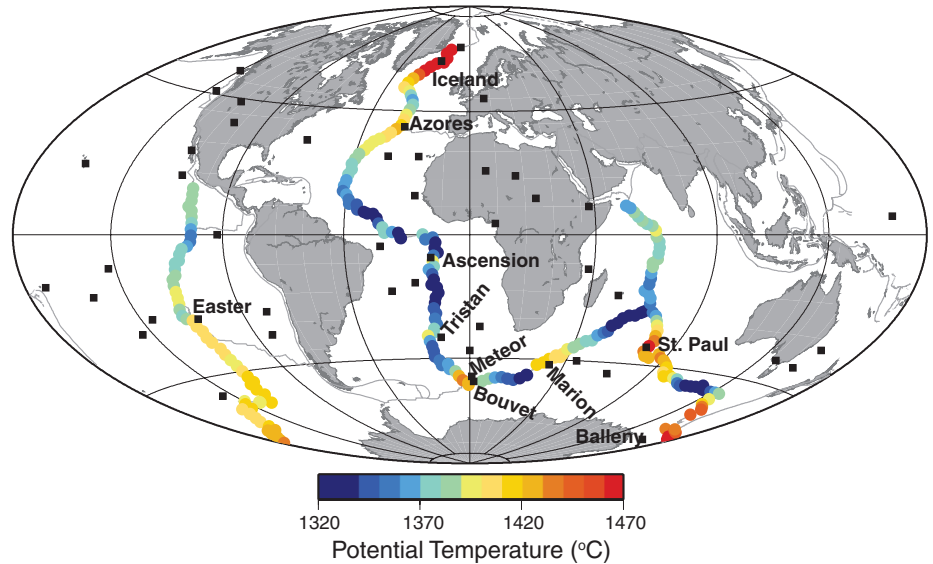 Iceland
Azores
Ascension
Easter
Tristan
St. Paul
Meteor
Marion
Bouvet
Balleny
1320 1370 1420 1470
Potential Temperature (°C)